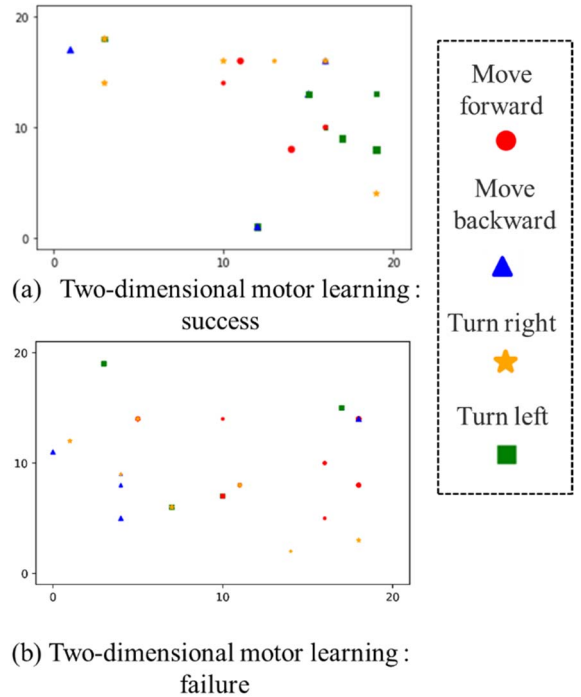 20
10
0
0
10
20
(a) Two-dimensional motor learning :
success
20
10
0
0
10
20
(b) Two-dimensional motor learning :
failure
Move
forward
Move
backward
Turn right
Turn left